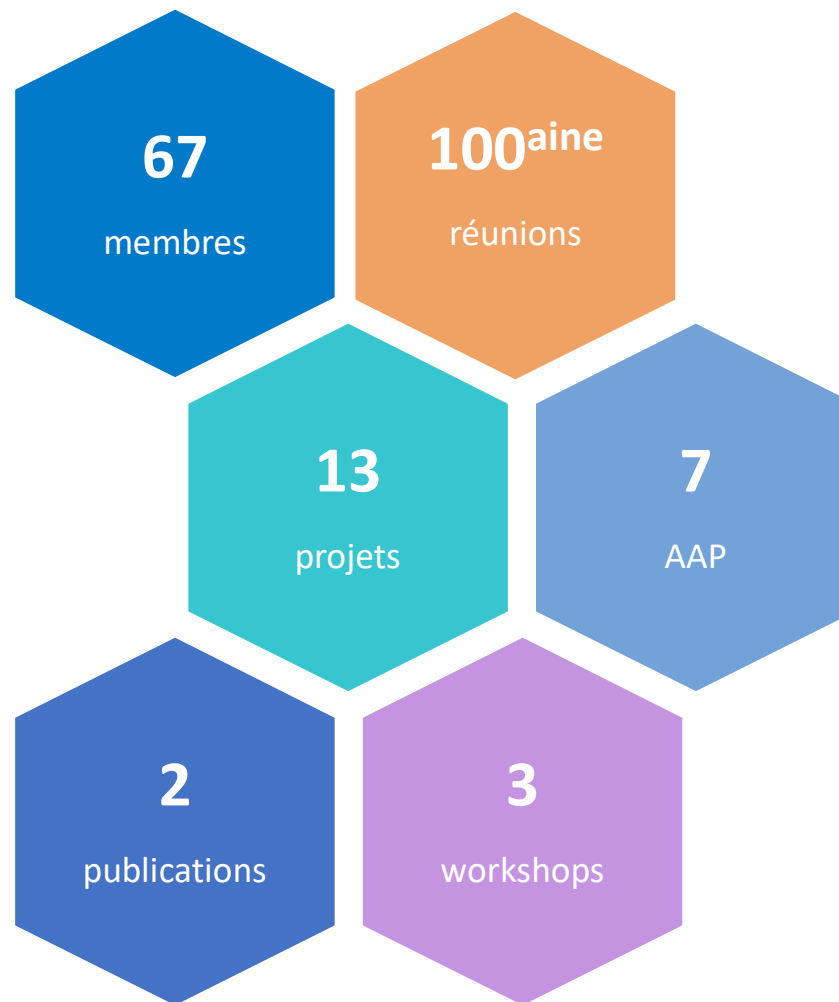 67
membres
100aine
réunions
13
projets
7
AAP
2
publications
3
workshops